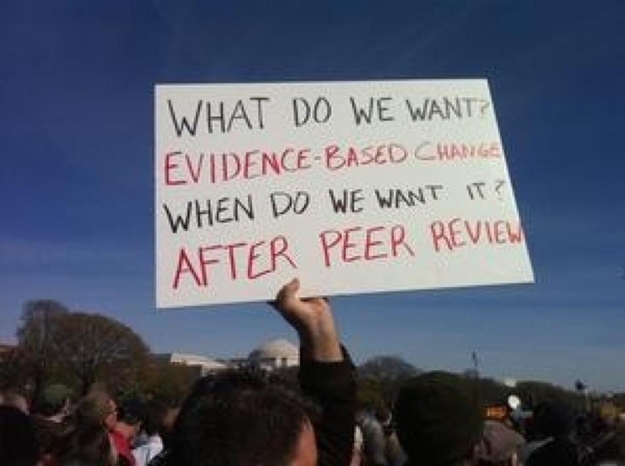 WHAT DO WE WANT?
EVIDENCE-BASED CHANGE
WHEN DO WE WANT IT?
AFTER PEER REVIEW